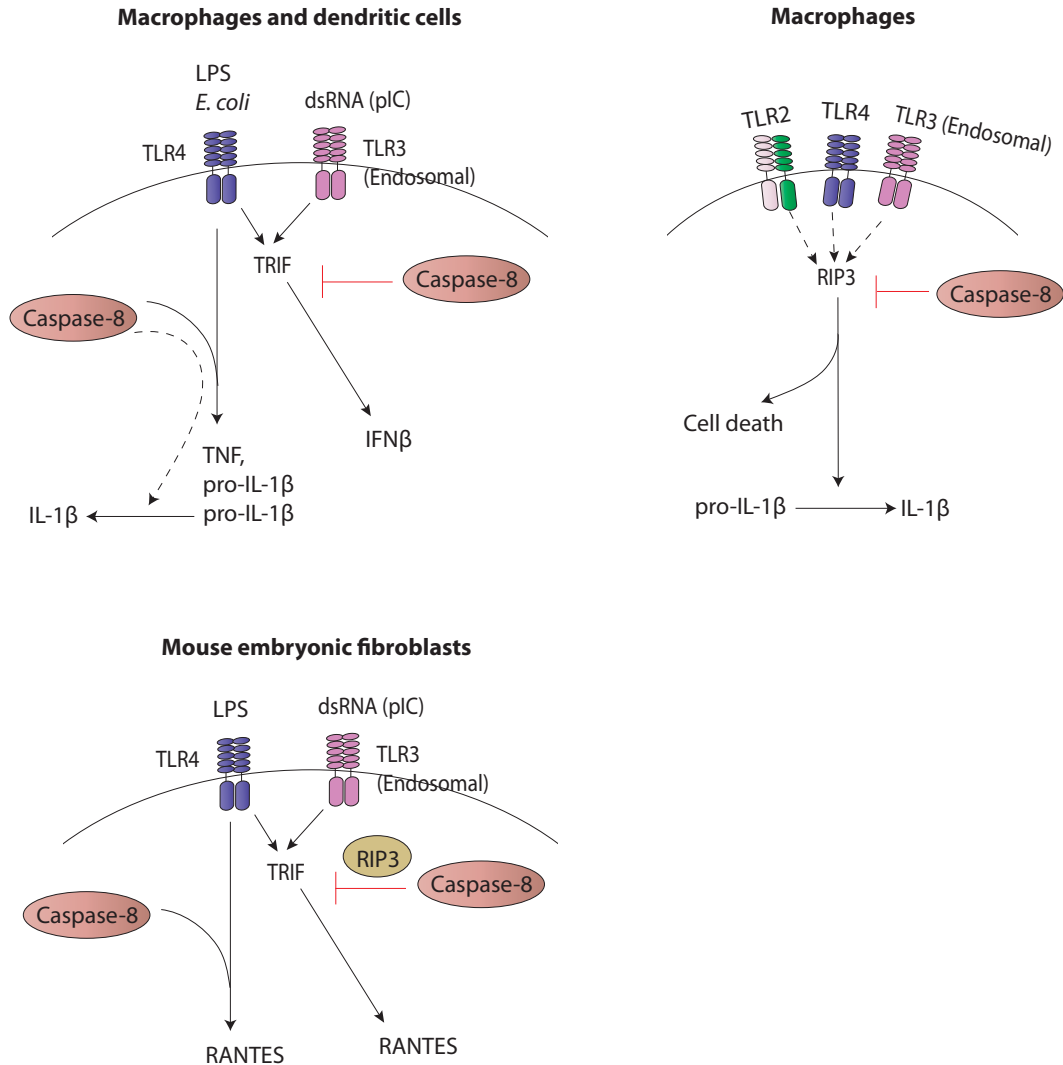 Macrophages and dendritic cells
LPS
E. coli
dsRNA (pIC)
TLR4
TLR3
(Endosomal)
TRIF
Caspase-8
Caspase-8
IFNβ
TNF,
pro-IL-1β
IL-1β
pro-IL-1β
Macrophages
TLR2
TLR4
TLR3 (Endosomal)
RIP3
Caspase-8
Cell death
pro-IL-1β
IL-1β
Mouse embryonic fibroblasts
LPS
dsRNA (pIC)
TLR4
TLR3
(Endosomal)
TRIF
RIP3
Caspase-8
Caspase-8
RANTES
RANTES